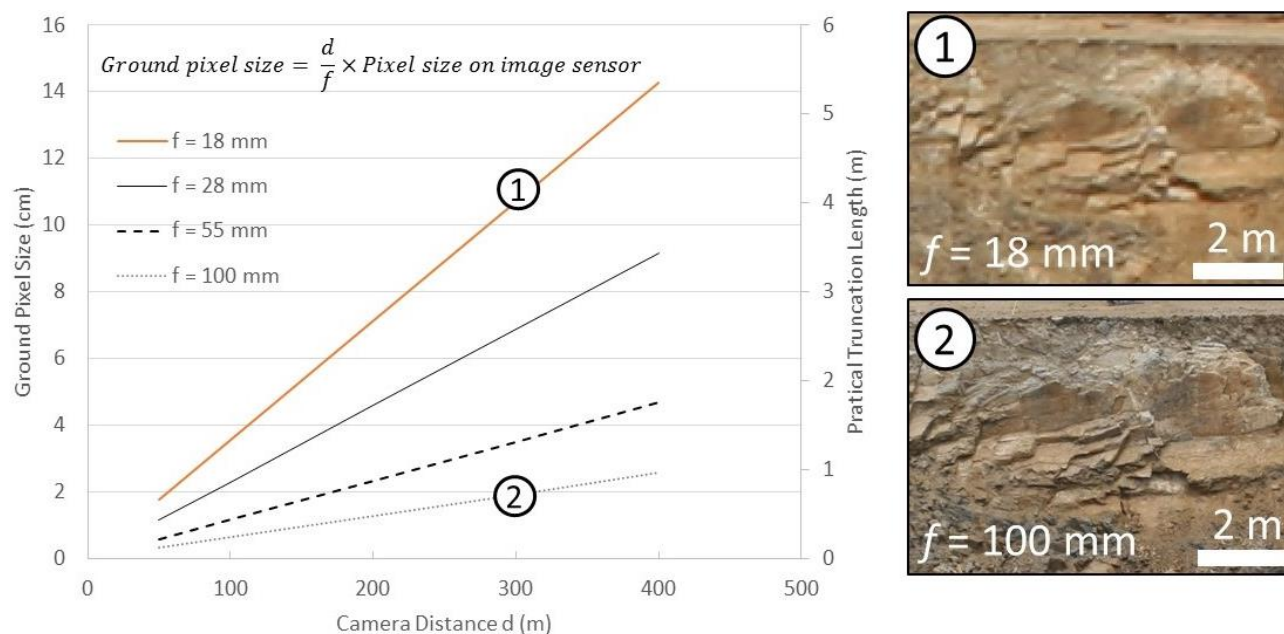 Ground pixel size = d/f × Pixel size on image sensor
f = 18 mm
f = 28 mm
f = 55 mm
f = 100 mm
Ground Pixel Size (cm)
16
14
12
10
8
6
4
2
0
0 100 200 300 400 500
Camera Distance d (m)
6
5
4
3
2
1
0
Pratical Truncation Length (m)
1
2
1
f = 18 mm
2 m
2
f = 100 mm
2 m